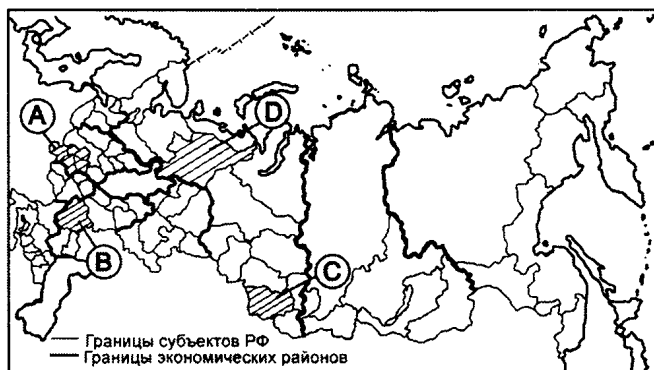 A
D
B
C
Границы субъектов РФ
Границы экономических районов